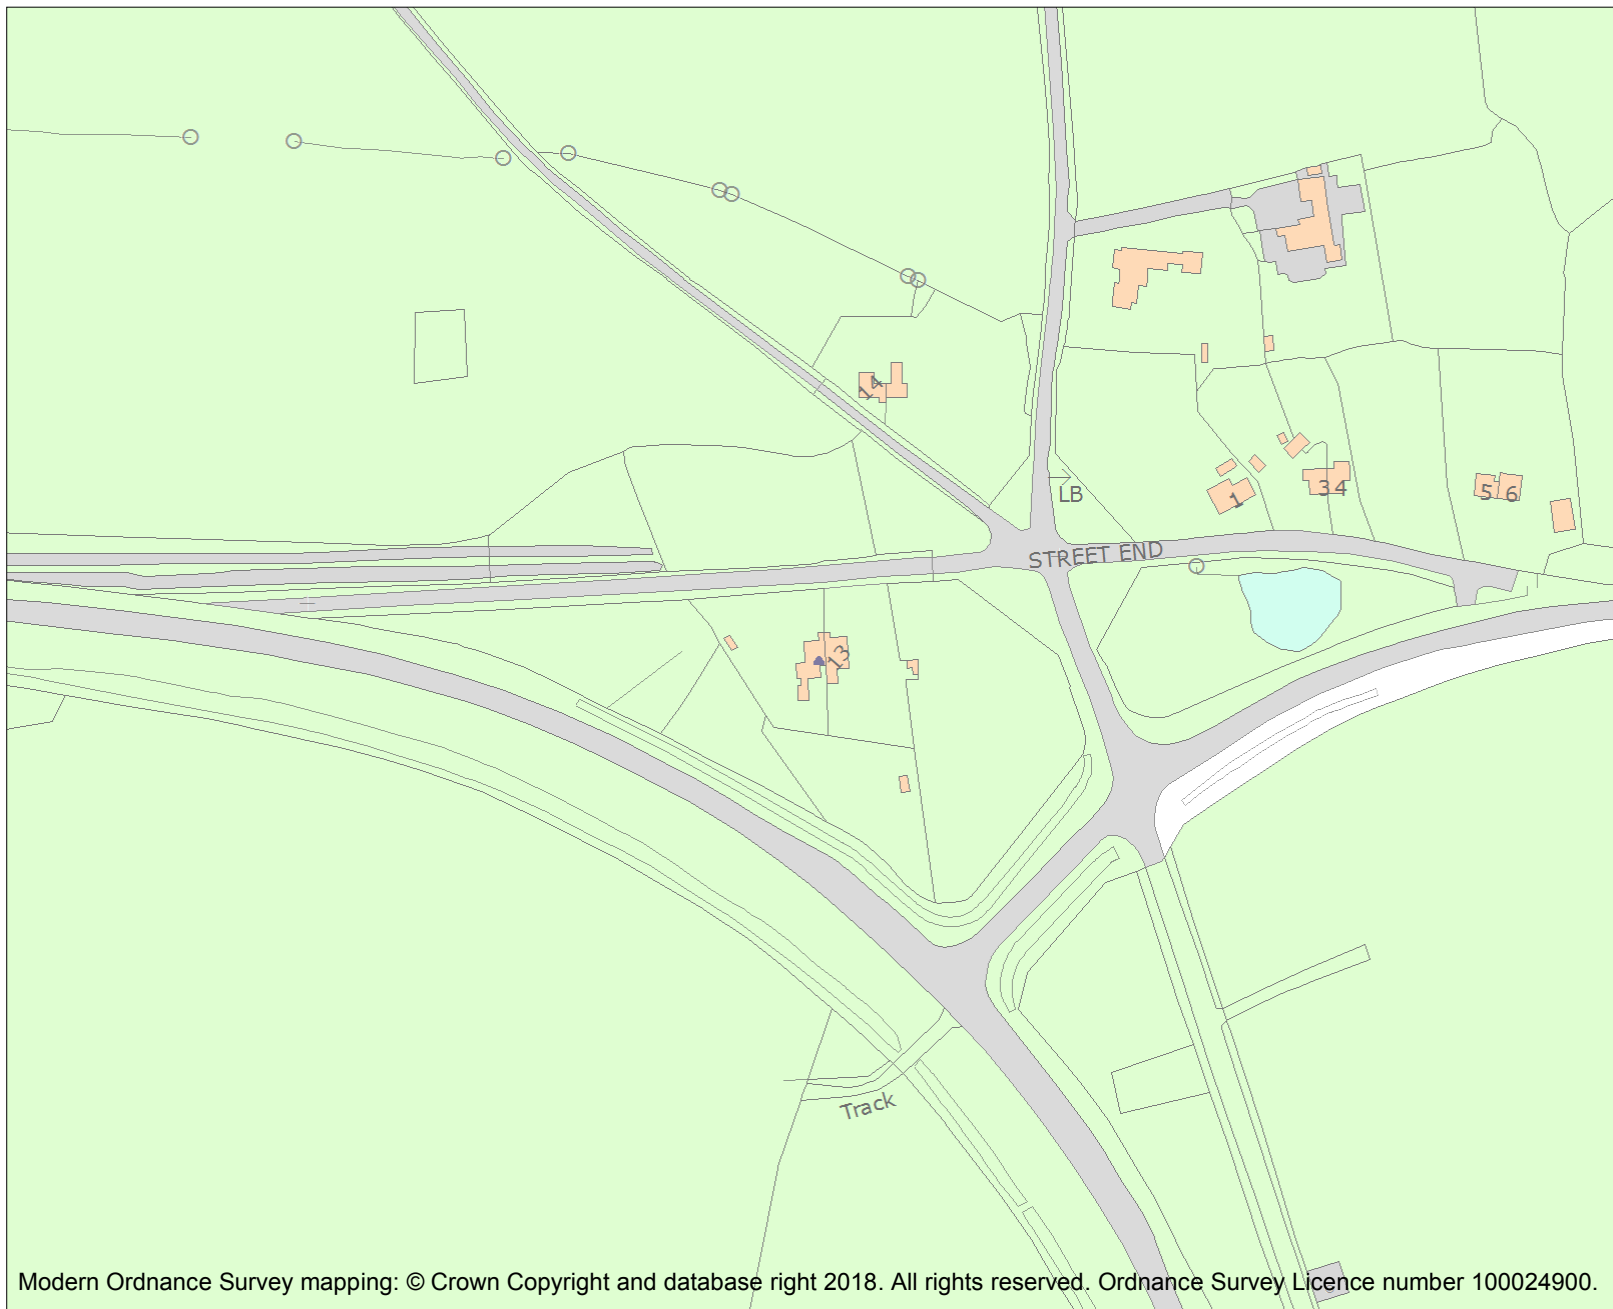 14
LB
1
3 4
5
6
STREET END
13
Track
Modern Ordnance Survey mapping: © Crown Copyright and database right 2018. All rights reserved. Ordnance Survey Licence number 100024900.